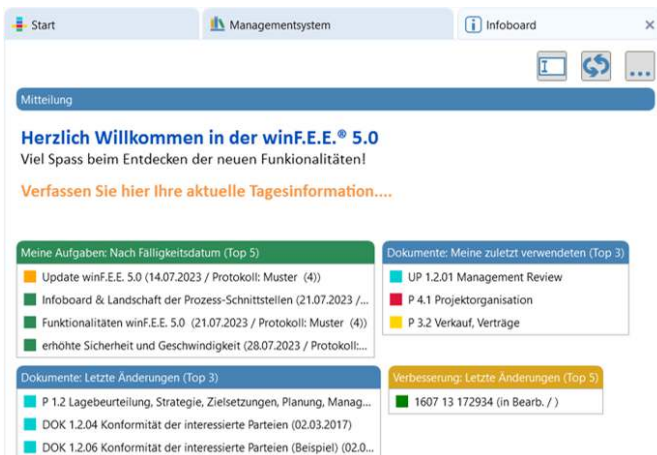 Start
Managementsystem
Infoboard
Mitteilung
Herzlich Willkommen in der winF.E.E.® 5.0
Viel Spass beim Entdecken der neuen Funkionalitäten!
Verfassen Sie hier Ihre aktuelle Tagesinformation....
Meine Aufgaben: Nach Fälligkeitsdatum (Top 5)
Update winF.E.E. 5.0 (14.07.2023 / Protokoll: Muster (4))
Infoboard & Landschaft der Prozess-Schnittstellen (21.07.2023 /...
Funktionalitäten winF.E.E. 5.0 (21.07.2023 / Protokoll: Muster (4))
erhöhte Sicherheit und Geschwindigkeit (28.07.2023 / Protokoll:...
Dokumente: Meine zuletzt verwendeten (Top 3)
UP 1.2.01 Management Review
P 4.1 Projektorganisation
P 3.2 Verkauf, Verträge
Dokumente: Letzte Änderungen (Top 3)
P 1.2 Lagebeurteilung, Strategie, Zielsetzungen, Planung, Manag...
DOK 1.2.04 Konformität der interessierte Parteien (02.03.2017)
DOK 1.2.06 Konformität der interessierte Parteien (Beispiel) (02.0...
Verbesserung: Letzte Änderungen (Top 5)
1607 13 172934 (in Bearb. / )